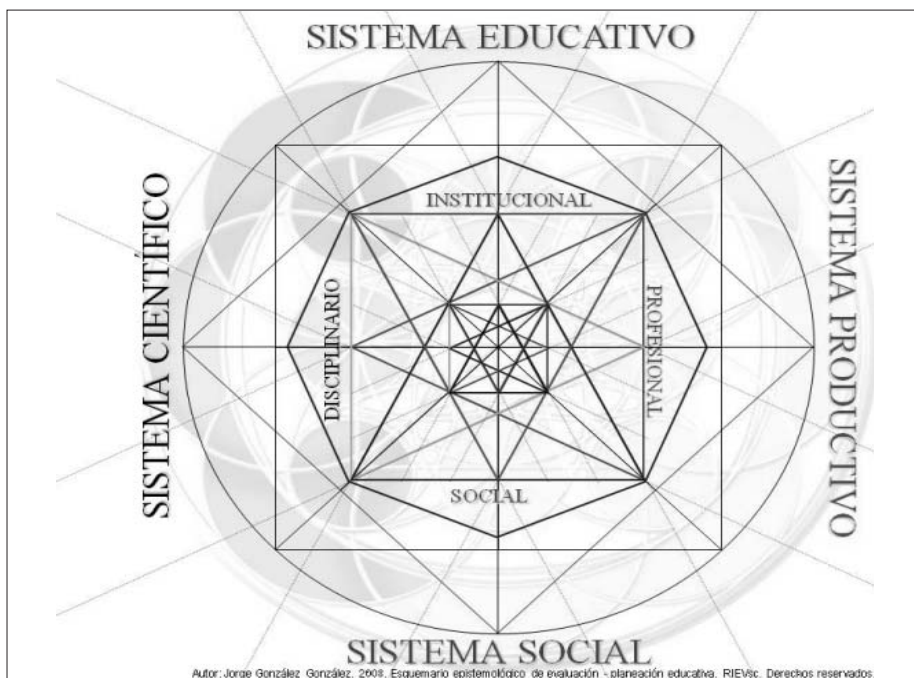 SISTEMA EDUCATIVO
INSTITUCIONAL
SISTEMA CIENTÍFICO
DISCIPLINARIO
PROFESIONAL
SISTEMA PRODUCTIVO
SOCIAL
SISTEMA SOCIAL
Autor: Jorge González González, 2008. Esquemario epistemológico de evaluación - planeación educativa. RIEVsc. Derechos reservados